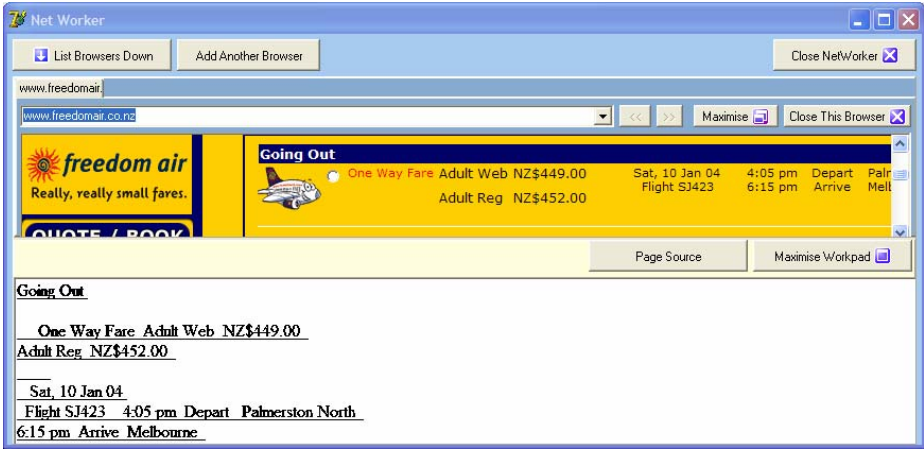 Net Worker
List Browsers Down Add Another Browser Close NetWorker
www.freedomair.
www.freedomair.co.nz << >> Maximise Close This Browser
freedom air
Really, really small fares.
QUOTE / BOOK
Going Out
One Way Fare Adult Web NZ$449.00 Sat, 10 Jan 04 4:05 pm Depart
Adult Reg NZ$452.00 Flight SJ423 6:15 pm Arrive
Page Source Maximise Workpad
Going Out
One Way Fare Adult Web NZ$449.00
Adult Reg NZ$452.00
Sat, 10 Jan 04
Flight SJ423 4:05 pm Depart Palmerston North
6:15 pm Arrive Melbourne